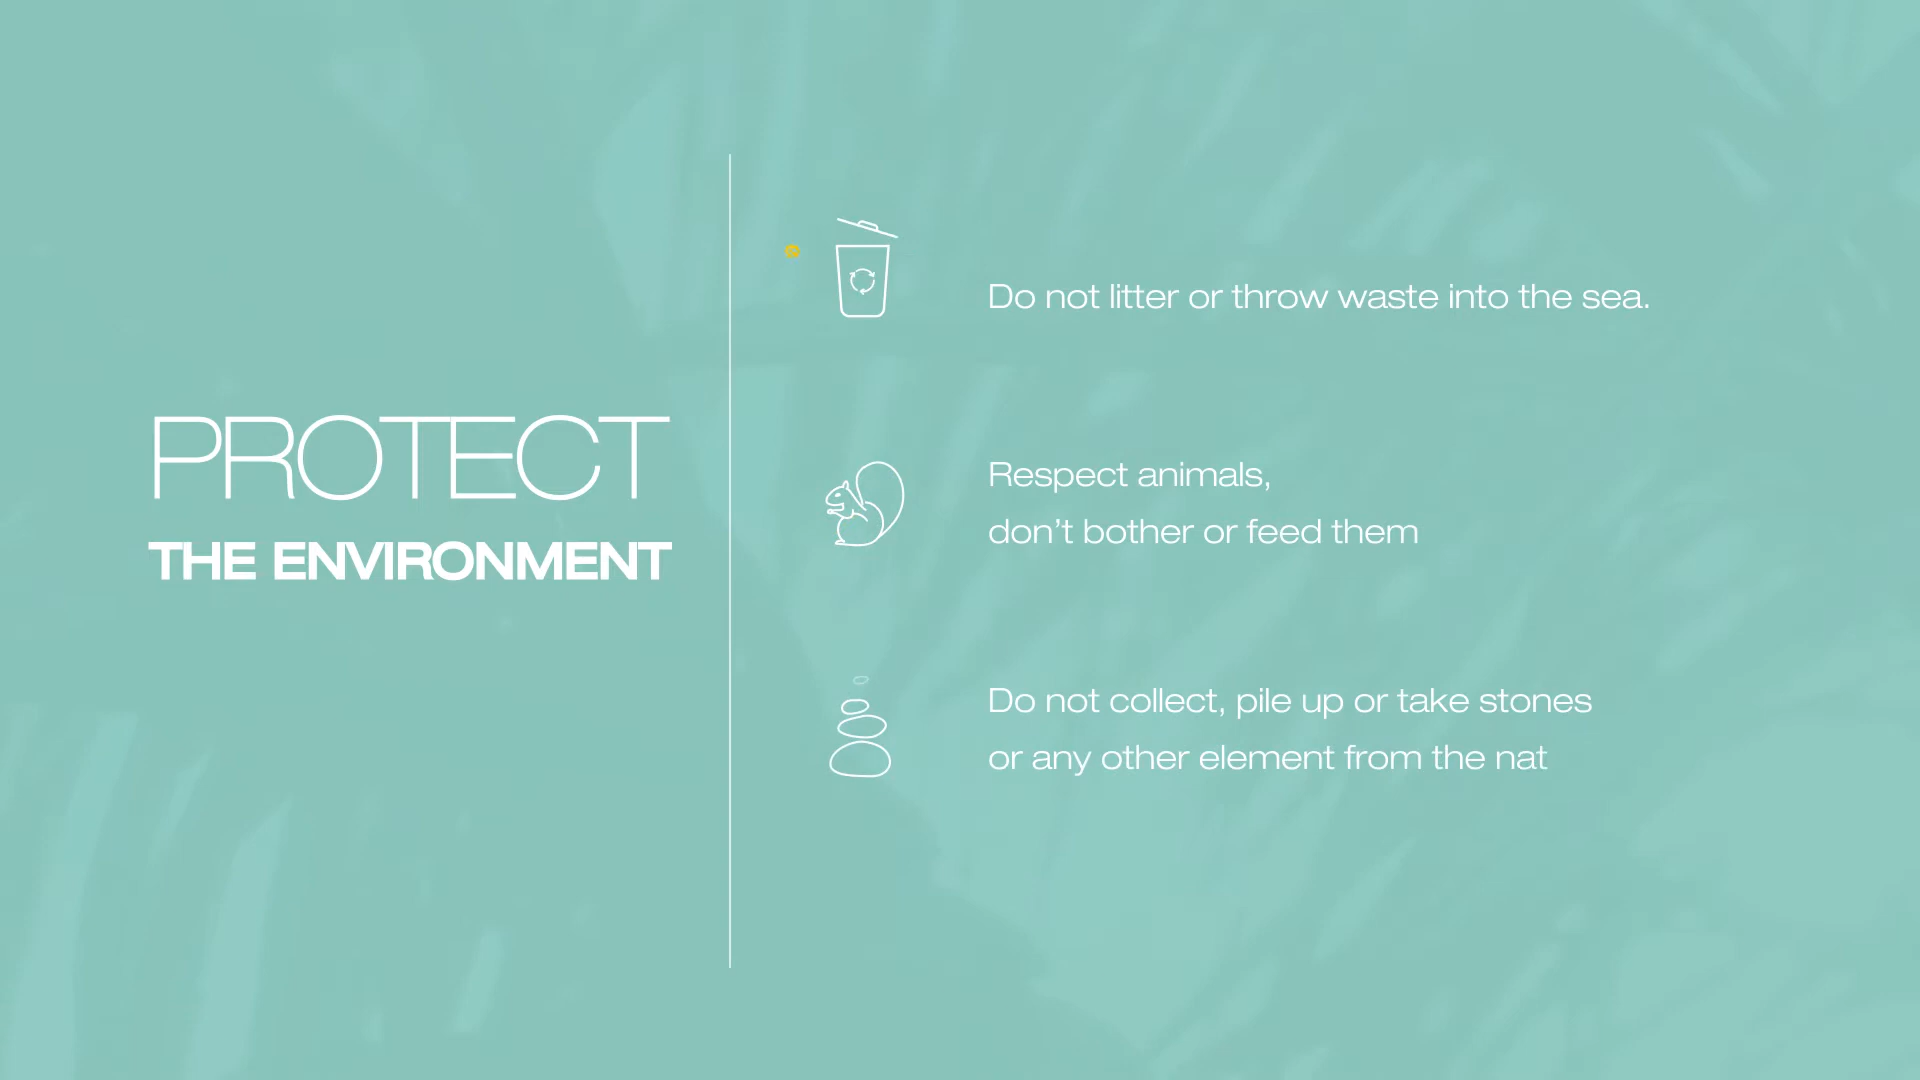 PROTECT
THE ENVIRONMENT
Do not litter or throw waste into the sea.
Respect animals,
don’t bother or feed them
Do not collect, pile up or take stones
or any other element from the nat